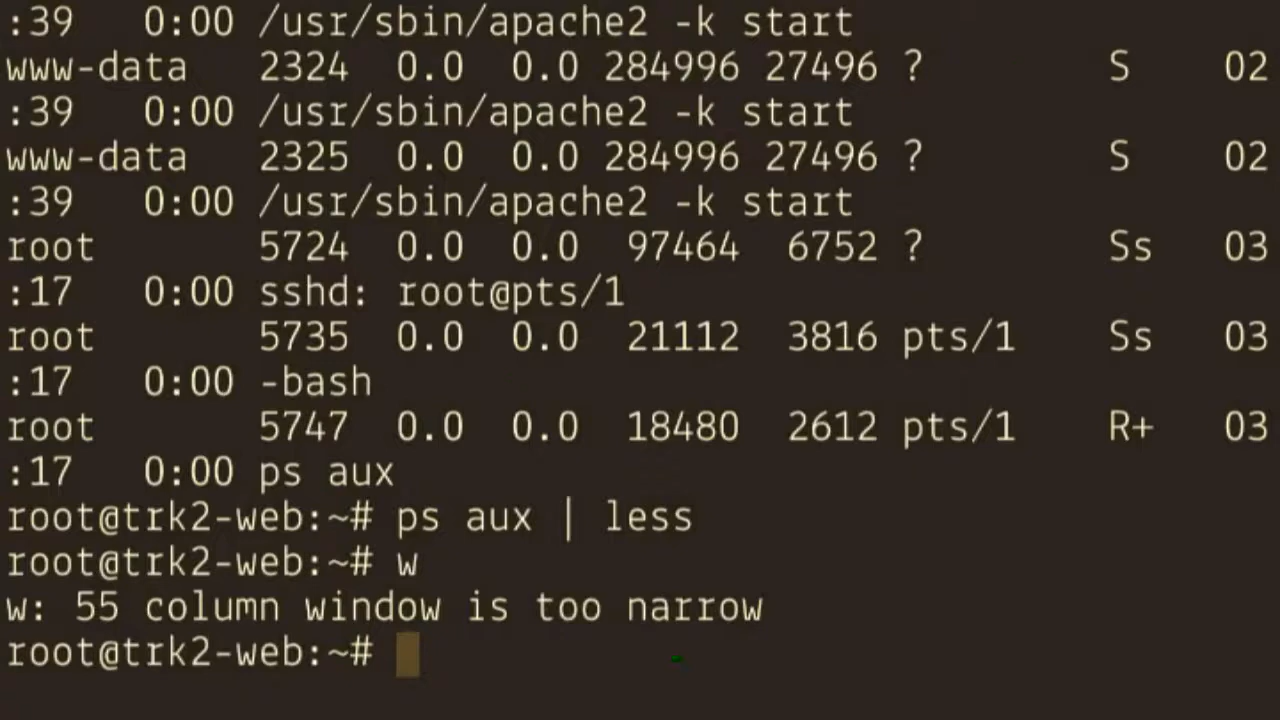 :39   0:00 /usr/sbin/apache2 -k start
www-data   2324  0.0  0.0 284996 27496 ?        S    02
:39   0:00 /usr/sbin/apache2 -k start
www-data   2325  0.0  0.0 284996 27496 ?        S    02
:39   0:00 /usr/sbin/apache2 -k start
root       5724  0.0  0.0  97464  6752 ?        Ss   03
:17   0:00 sshd: root@pts/1
root       5735  0.0  0.0  21112  3816 pts/1    Ss   03
:17   0:00 -bash
root       5747  0.0  0.0  18480  2612 pts/1    R+   03
:17   0:00 ps aux
root@trk2-web:~# ps aux | less
root@trk2-web:~# w
w: 55 column window is too narrow
root@trk2-web:~#